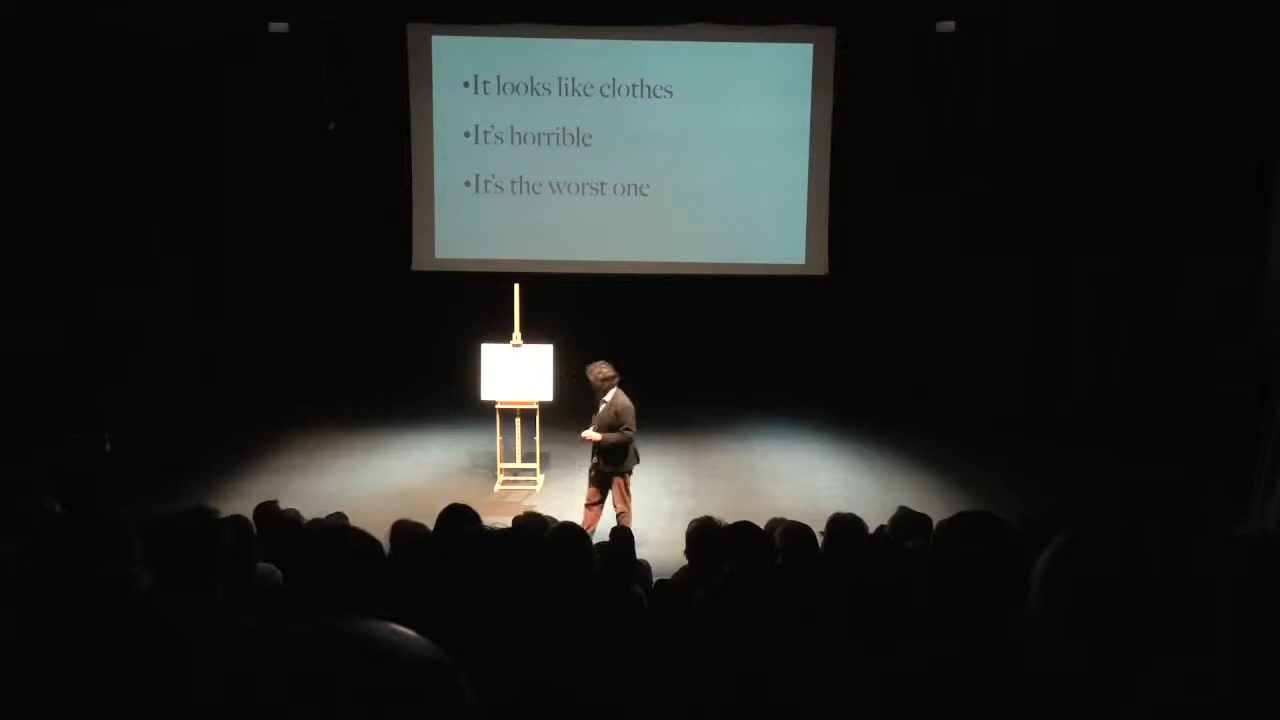 •It looks like clothes
•It's horrible
•It's the worst one